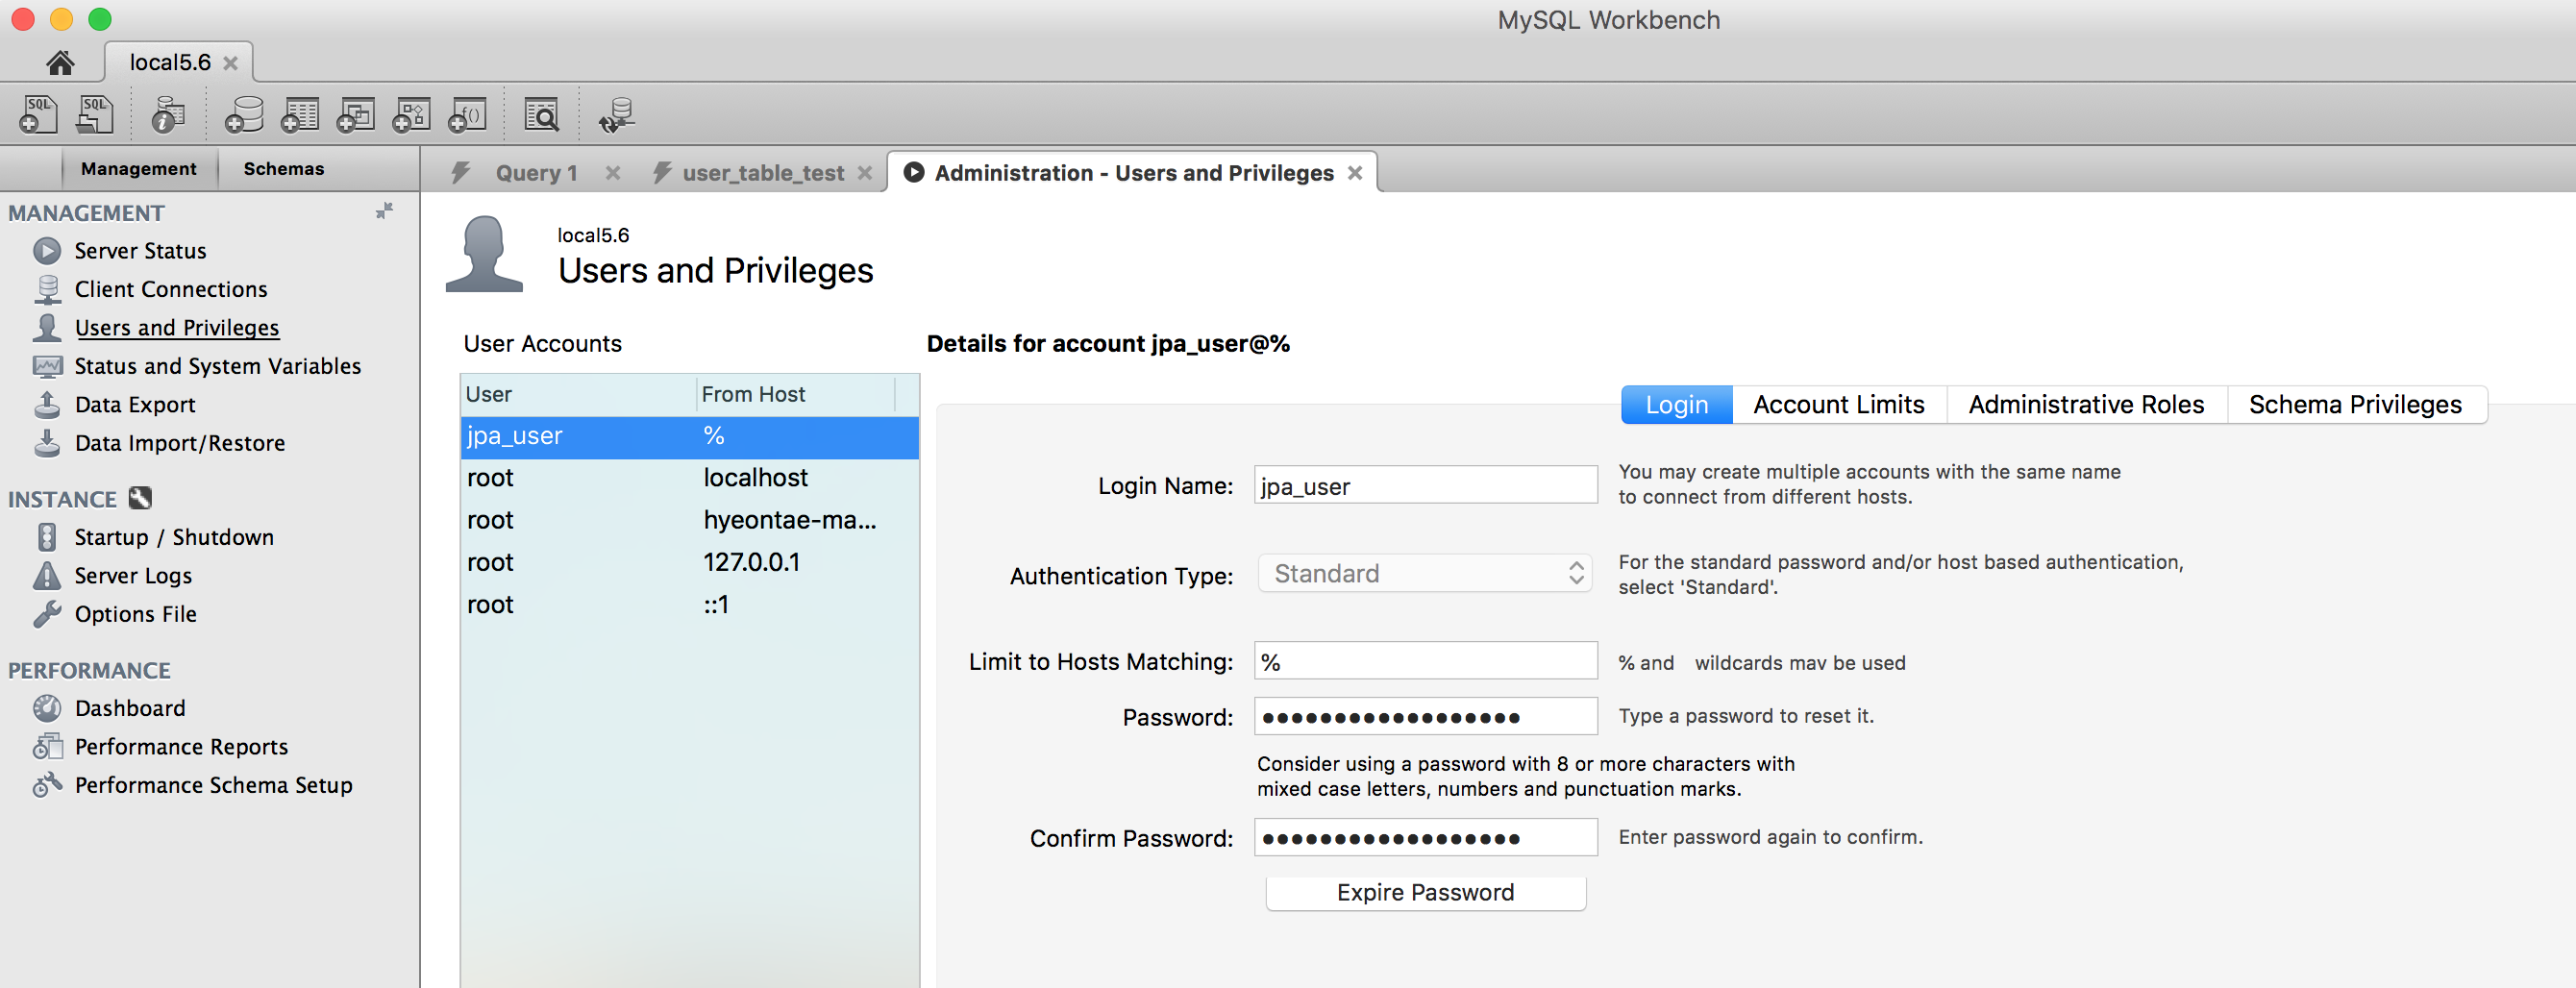 MySQL Workbench
local5.6
SQL SQL
Management Schemas
Query 1 user_table_test Administration - Users and Privileges
MANAGEMENT
Server Status
Client Connections
Users and Privileges
Status and System Variables
Data Export
Data Import/Restore
INSTANCE
Startup / Shutdown
Server Logs
Options File
PERFORMANCE
Dashboard
Performance Reports
Performance Schema Setup
local5.6
Users and Privileges
User Accounts
User From Host
jpa_user %
root localhost
root hyeontae-ma...
root 127.0.0.1
root ::1
Details for account jpa_user@%
Login Account Limits Administrative Roles Schema Privileges
Login Name: jpa_user
You may create multiple accounts with the same name
to connect from different hosts.
Authentication Type: Standard
For the standard password and/or host based authentication,
select 'Standard'.
Limit to Hosts Matching: % % and wildcards may be used
Password: ●●●●●●●●●●●●●●●●●● Type a password to reset it.
Consider using a password with 8 or more characters with
mixed case letters, numbers and punctuation marks.
Confirm Password: ●●●●●●●●●●●●●●●●●● Enter password again to confirm.
Expire Password